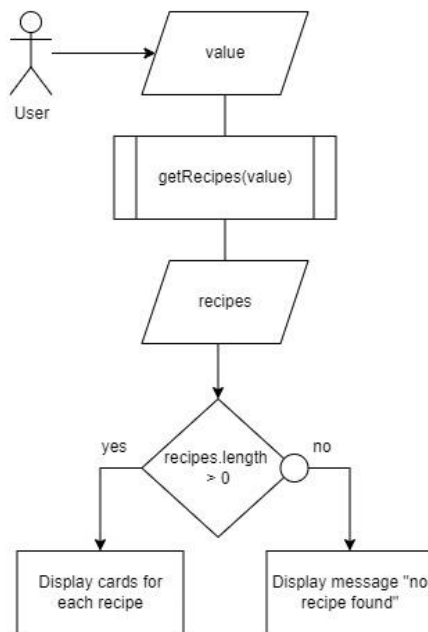 value
User
getRecipes(value)
recipes
yes
recipes.length
> 0
no
Display cards for
each recipe
Display message "no
recipe found"